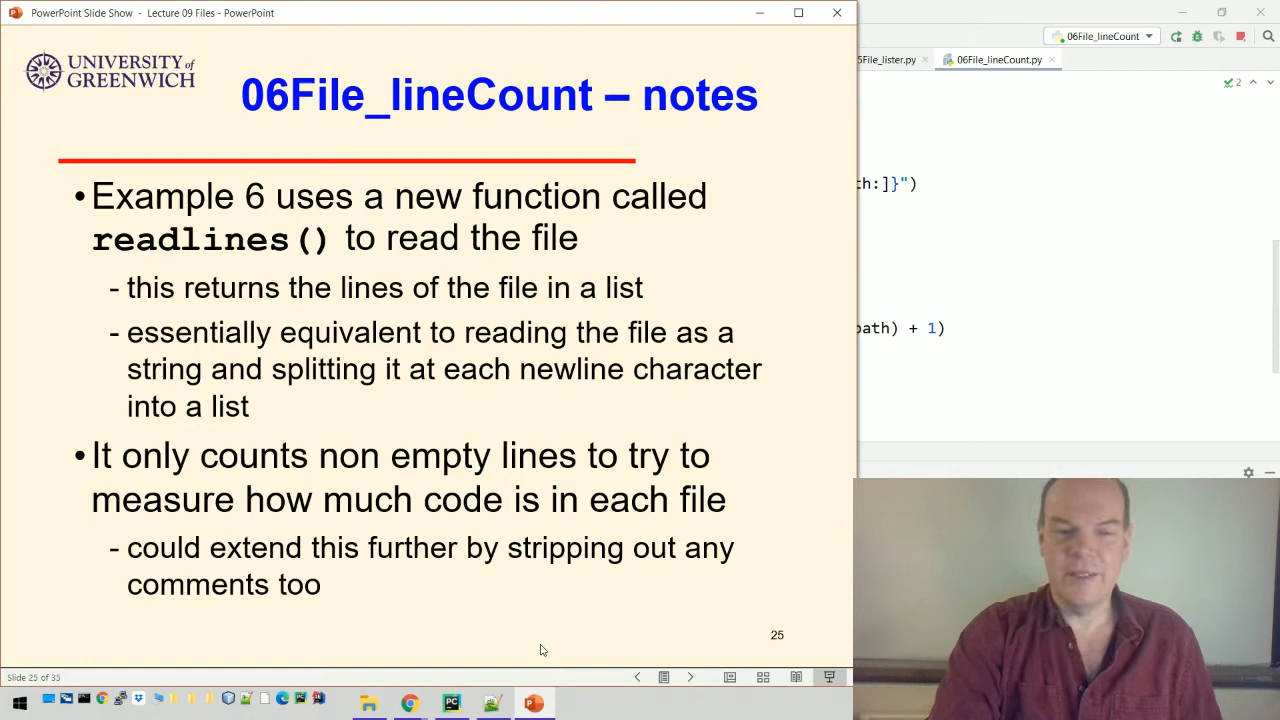 PowerPoint Slide Show - Lecture 09 Files - PowerPoint
UNIVERSITY of
GREENWICH
06File_lineCount – notes
•Example 6 uses a new function called
readlines() to read the file
- this returns the lines of the file in a list
- essentially equivalent to reading the file as a
string and splitting it at each newline character
into a list
•It only counts non empty lines to try to
measure how much code is in each file
- could extend this further by stripping out any
comments too
25
Slide 25 of 35
06File_lineCount
5File_lister.py
06File_lineCount.py
2
th:]}")
path) + 1)